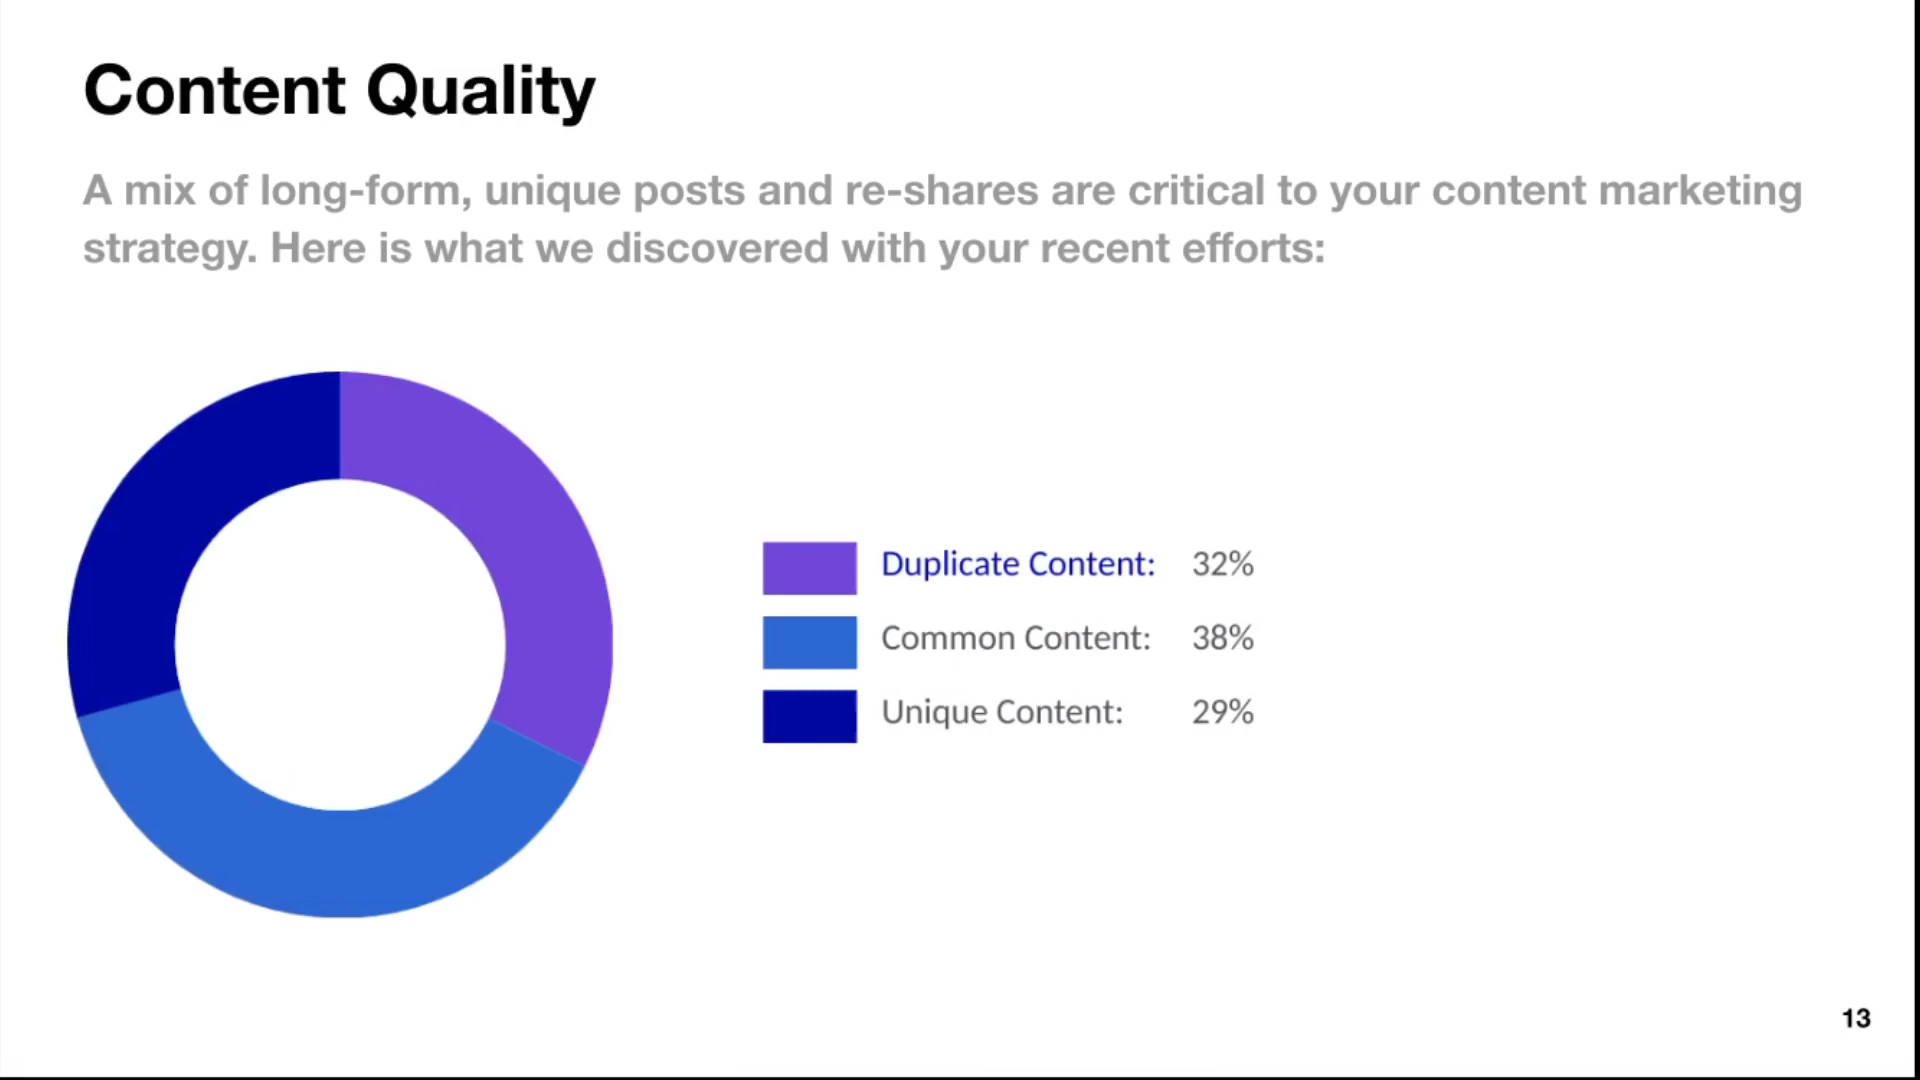 Content Quality
A mix of long-form, unique posts and re-shares are critical to your content marketing
strategy. Here is what we discovered with your recent efforts:
Duplicate Content: 32%
Common Content: 38%
Unique Content: 29%
13